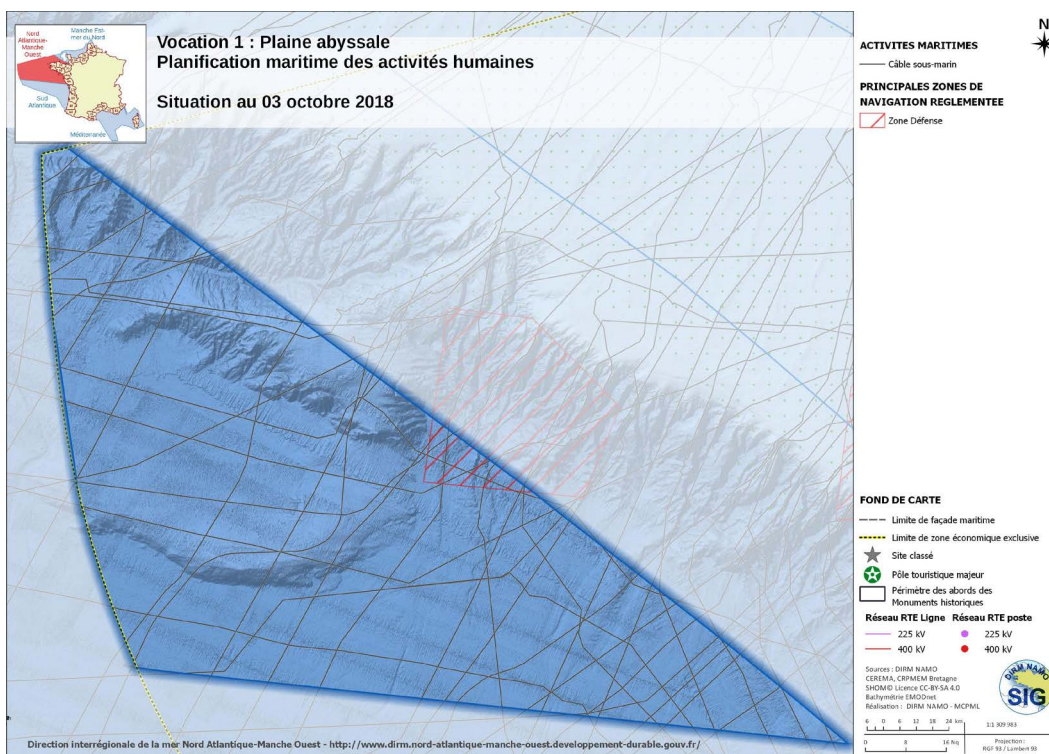 Vocation 1 : Plaine abyssale
Planification maritime des activités humaines
Situation au 03 octobre 2018
Nord
Atlantique-
Manche
Ouest
Manche Est-
mer du Nord
Sud
Atlantique
Méditerranée
N
ACTIVITES MARITIMES
Câble sous-marin
PRINCIPALES ZONES DE
NAVIGATION REGLEMENTEE
Zone Défense
FOND DE CARTE
Limite de façade maritime
Limite de zone économique exclusive
Site classé
Pôle touristique majeur
Périmètre des abords des
Monuments historiques
Réseau RTE Ligne Réseau RTE poste
225 kV 225 kV
400 kV 400 kV
Sources : DIRM NAMO
CEREMA, CRPMEM Bretagne
SHOM© Licence CC-BY-SA 4.0
Bathymétrie EMODnet
Réalisation : DIRM NAMO - MCPML
DIRM NAMO
SIG
6 0 6 12 18 24 km
0 8 16 Nq
1:1 309 983
Projection :
RGF 93 / Lambert 93
Direction interrégionale de la mer Nord Atlantique-Manche Ouest - http://www.dirm.nord-atlantique-manche-ouest.developpement-durable.gouv.fr/